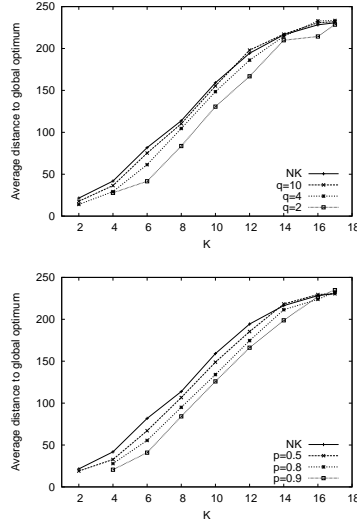 250
200
150
100
50
0
Average distance to global optimum
NK
q=10
q=4
q=2
2 4 6 8 10 12 14 16 18
K
250
200
150
100
50
0
Average distance to global optimum
NK
p=0.5
p=0.8
p=0.9
2 4 6 8 10 12 14 16 18
K